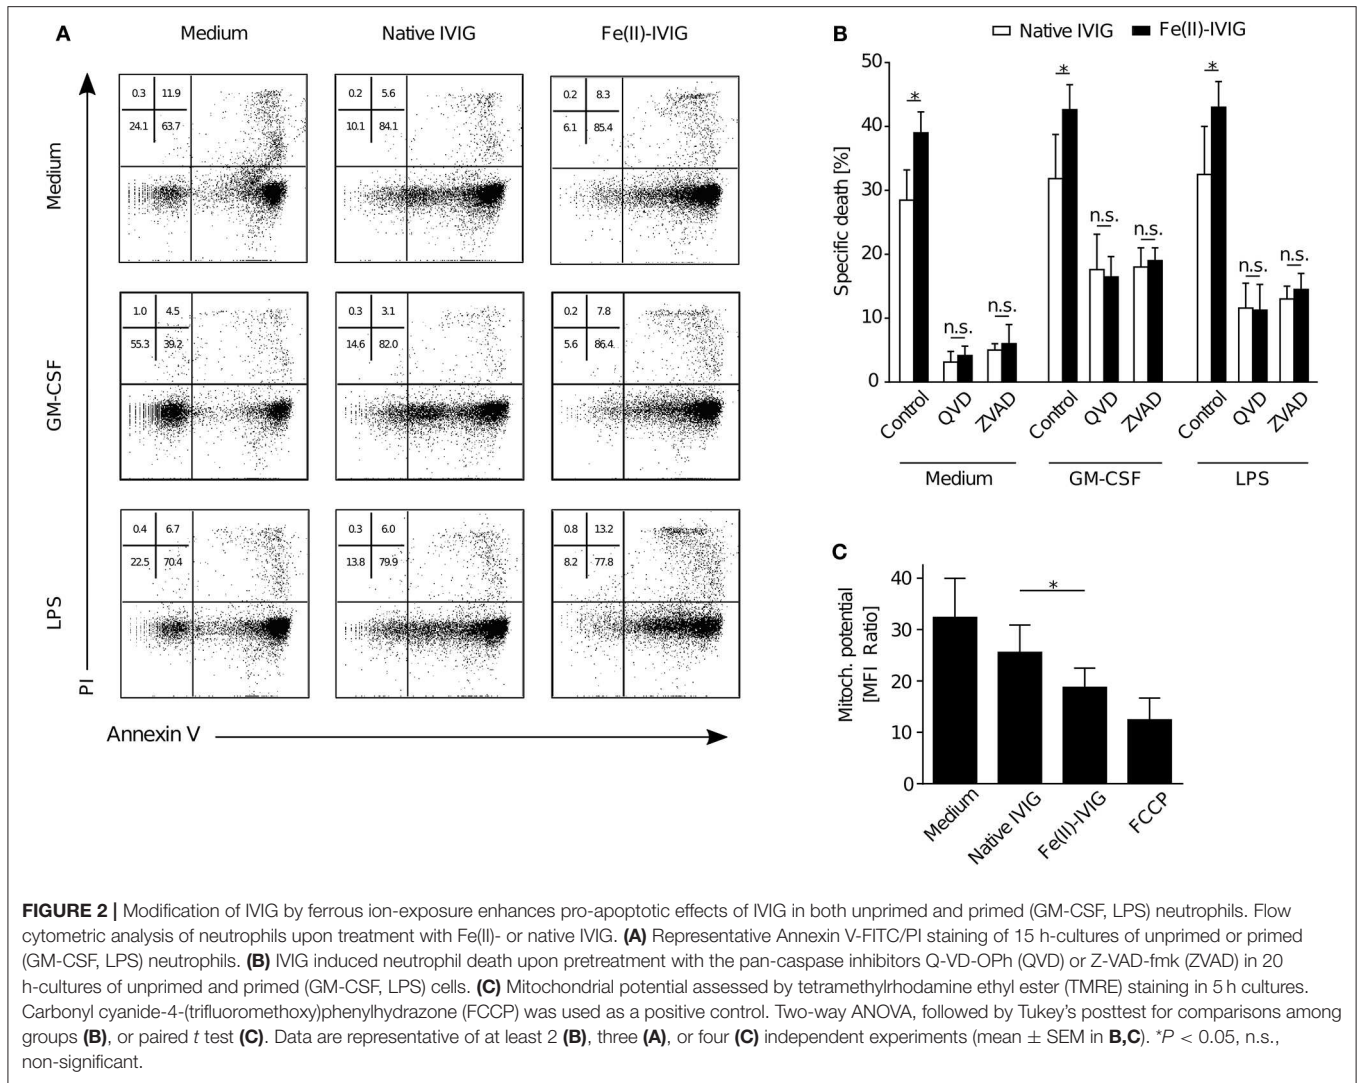 A
Medium
Native IVIG
Fe(II)-IVIG
Medium
0.3 11.9
24.1 63.7
0.2 5.6
10.1 84.1
0.2 8.3
6.1 85.4
GM-CSF
1.0 4.5
55.3 39.2
0.3 3.1
14.6 82.0
0.2 7.8
5.6 86.4
LPS
0.4 6.7
22.5 70.4
0.3 6.0
13.8 79.9
0.8 13.2
8.2 77.8
PI
Annexin V
B
Native IVIG Fe(II)-IVIG
Specific death [%]
50
40
30
20
10
0
* n.s. n.s. * n.s. n.s. * n.s. n.s.
Control QVD ZVAD Control QVD ZVAD Control QVD ZVAD
Medium GM-CSF LPS
C
Mitoch. potential
[MFI Ratio]
40
30
20
10
0
*
Medium Native IVIG Fe(II)-IVIG FCCP
FIGURE 2 | Modification of IVIG by ferrous ion-exposure enhances pro-apoptotic effects of IVIG in both unprimed and primed (GM-CSF, LPS) neutrophils. Flow
cytometric analysis of neutrophils upon treatment with Fe(II)- or native IVIG. (A) Representative Annexin V-FITC/PI staining of 15 h-cultures of unprimed or primed
(GM-CSF, LPS) neutrophils. (B) IVIG induced neutrophil death upon pretreatment with the pan-caspase inhibitors Q-VD-OPh (QVD) or Z-VAD-fmk (ZVAD) in 20
h-cultures of unprimed and primed (GM-CSF, LPS) cells. (C) Mitochondrial potential assessed by tetramethylrhodamine ethyl ester (TMRE) staining in 5 h cultures.
Carbonyl cyanide-4-(trifluoromethoxy)phenylhydrazone (FCCP) was used as a positive control. Two-way ANOVA, followed by Tukey's posttest for comparisons among
groups (B), or paired t test (C). Data are representative of at least 2 (B), three (A), or four (C) independent experiments (mean ± SEM in B,C). *P < 0.05, n.s.,
non-significant.